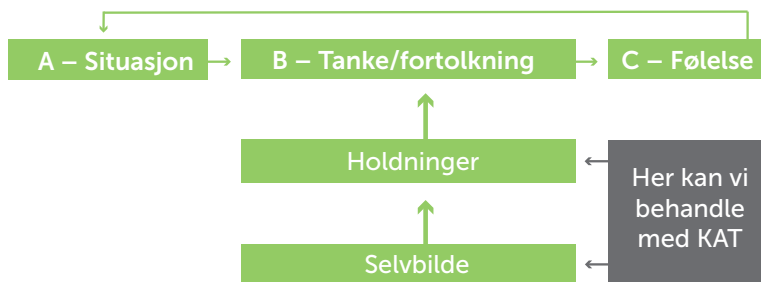 A – Situasjon
B – Tanke/fortolkning
C – Følelse
Holdninger
Her kan vi
behandle
med KAT
Selvbilde